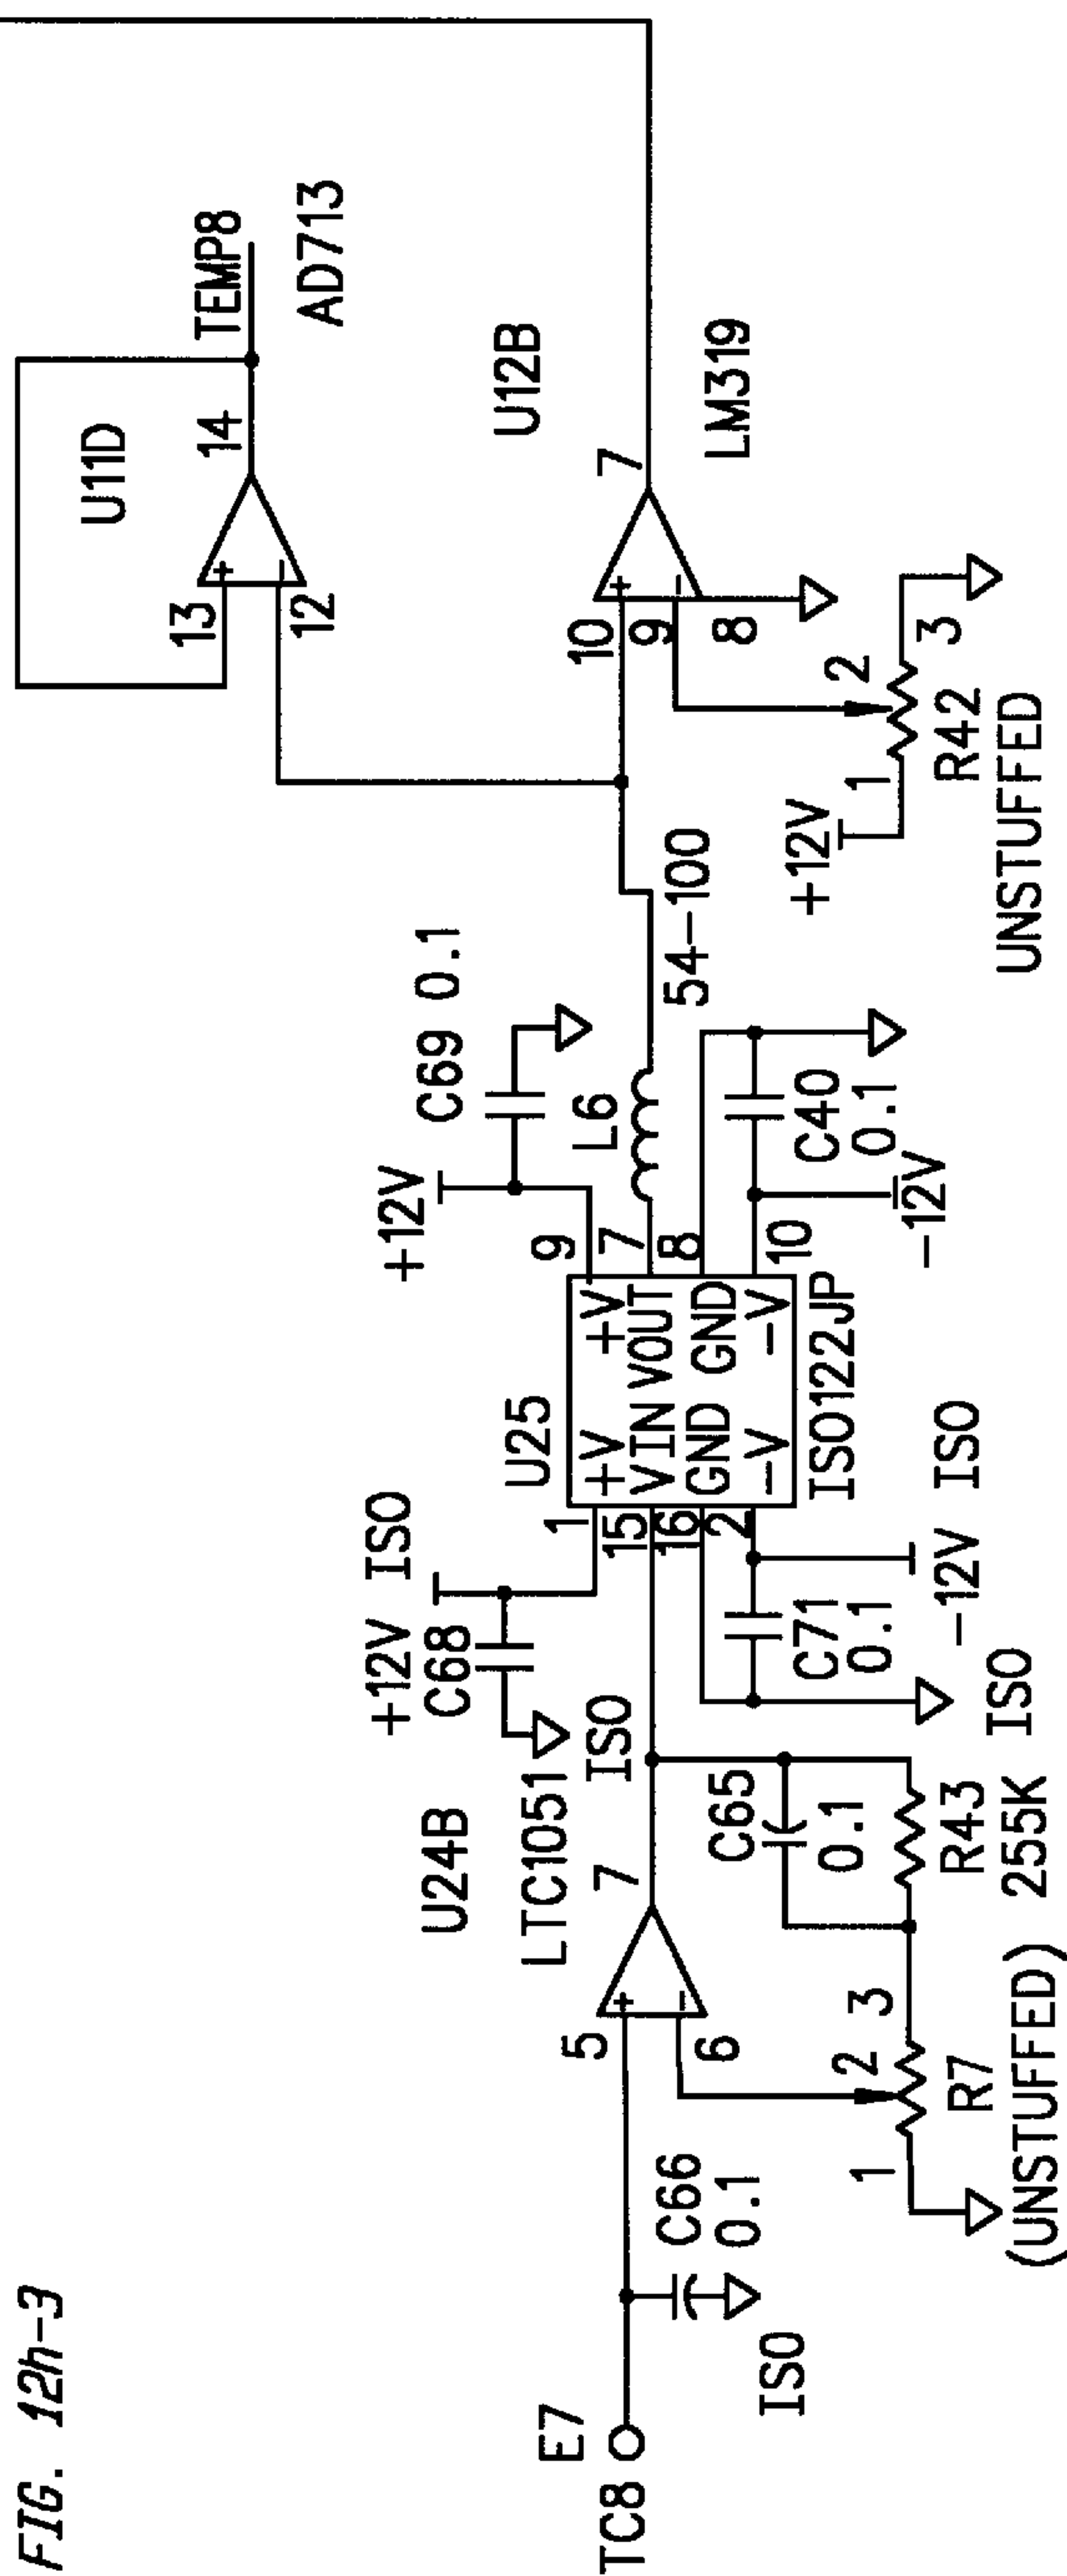 FIG. 12h-3
TC8
E7
C66
0.1
ISO
5
6
1
2
3
R7
(UNSTUFFED)
U24B
LTC1051
7
C65
0.1
R43
255K
+12V ISO
C68
ISO
C71
0.1
ISO
-12V ISO
U25
1
15
16
2
+V +V
VIN VOUT
GND GND
-V -V
ISO122JP
9
7
8
10
+12V
C69 0.1
L6
54-100
C40
0.1
-12V
+12V
1
2
3
R42
UNSTUFFED
10
9
8
+
-
7
U12B
LM319
13
12
+
-
14
U11D
TEMP8
AD713
+
-